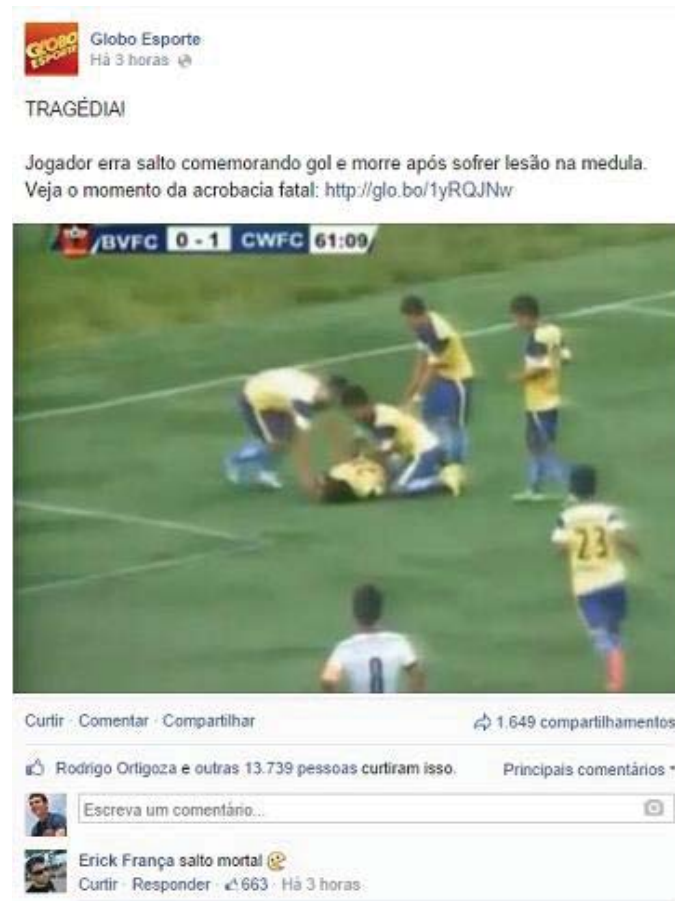 GLOBO ESPORTE
Globo Esporte
Há 3 horas
TRAGÉDIA!
Jogador erra salto comemorando gol e morre após sofrer lesão na medula.
Veja o momento da acrobacia fatal: http://glo.bo/1yRQJNw
BVFC 0 - 1 CWFC 61:09
23
8
Curtir · Comentar · Compartilhar 1.649 compartilhamentos
Rodrigo Ortigoza e outras 13.739 pessoas curtiram isso. Principais comentários
Escreva um comentário...
Erick França salto mortal
Curtir · Responder · 663 · Há 3 horas